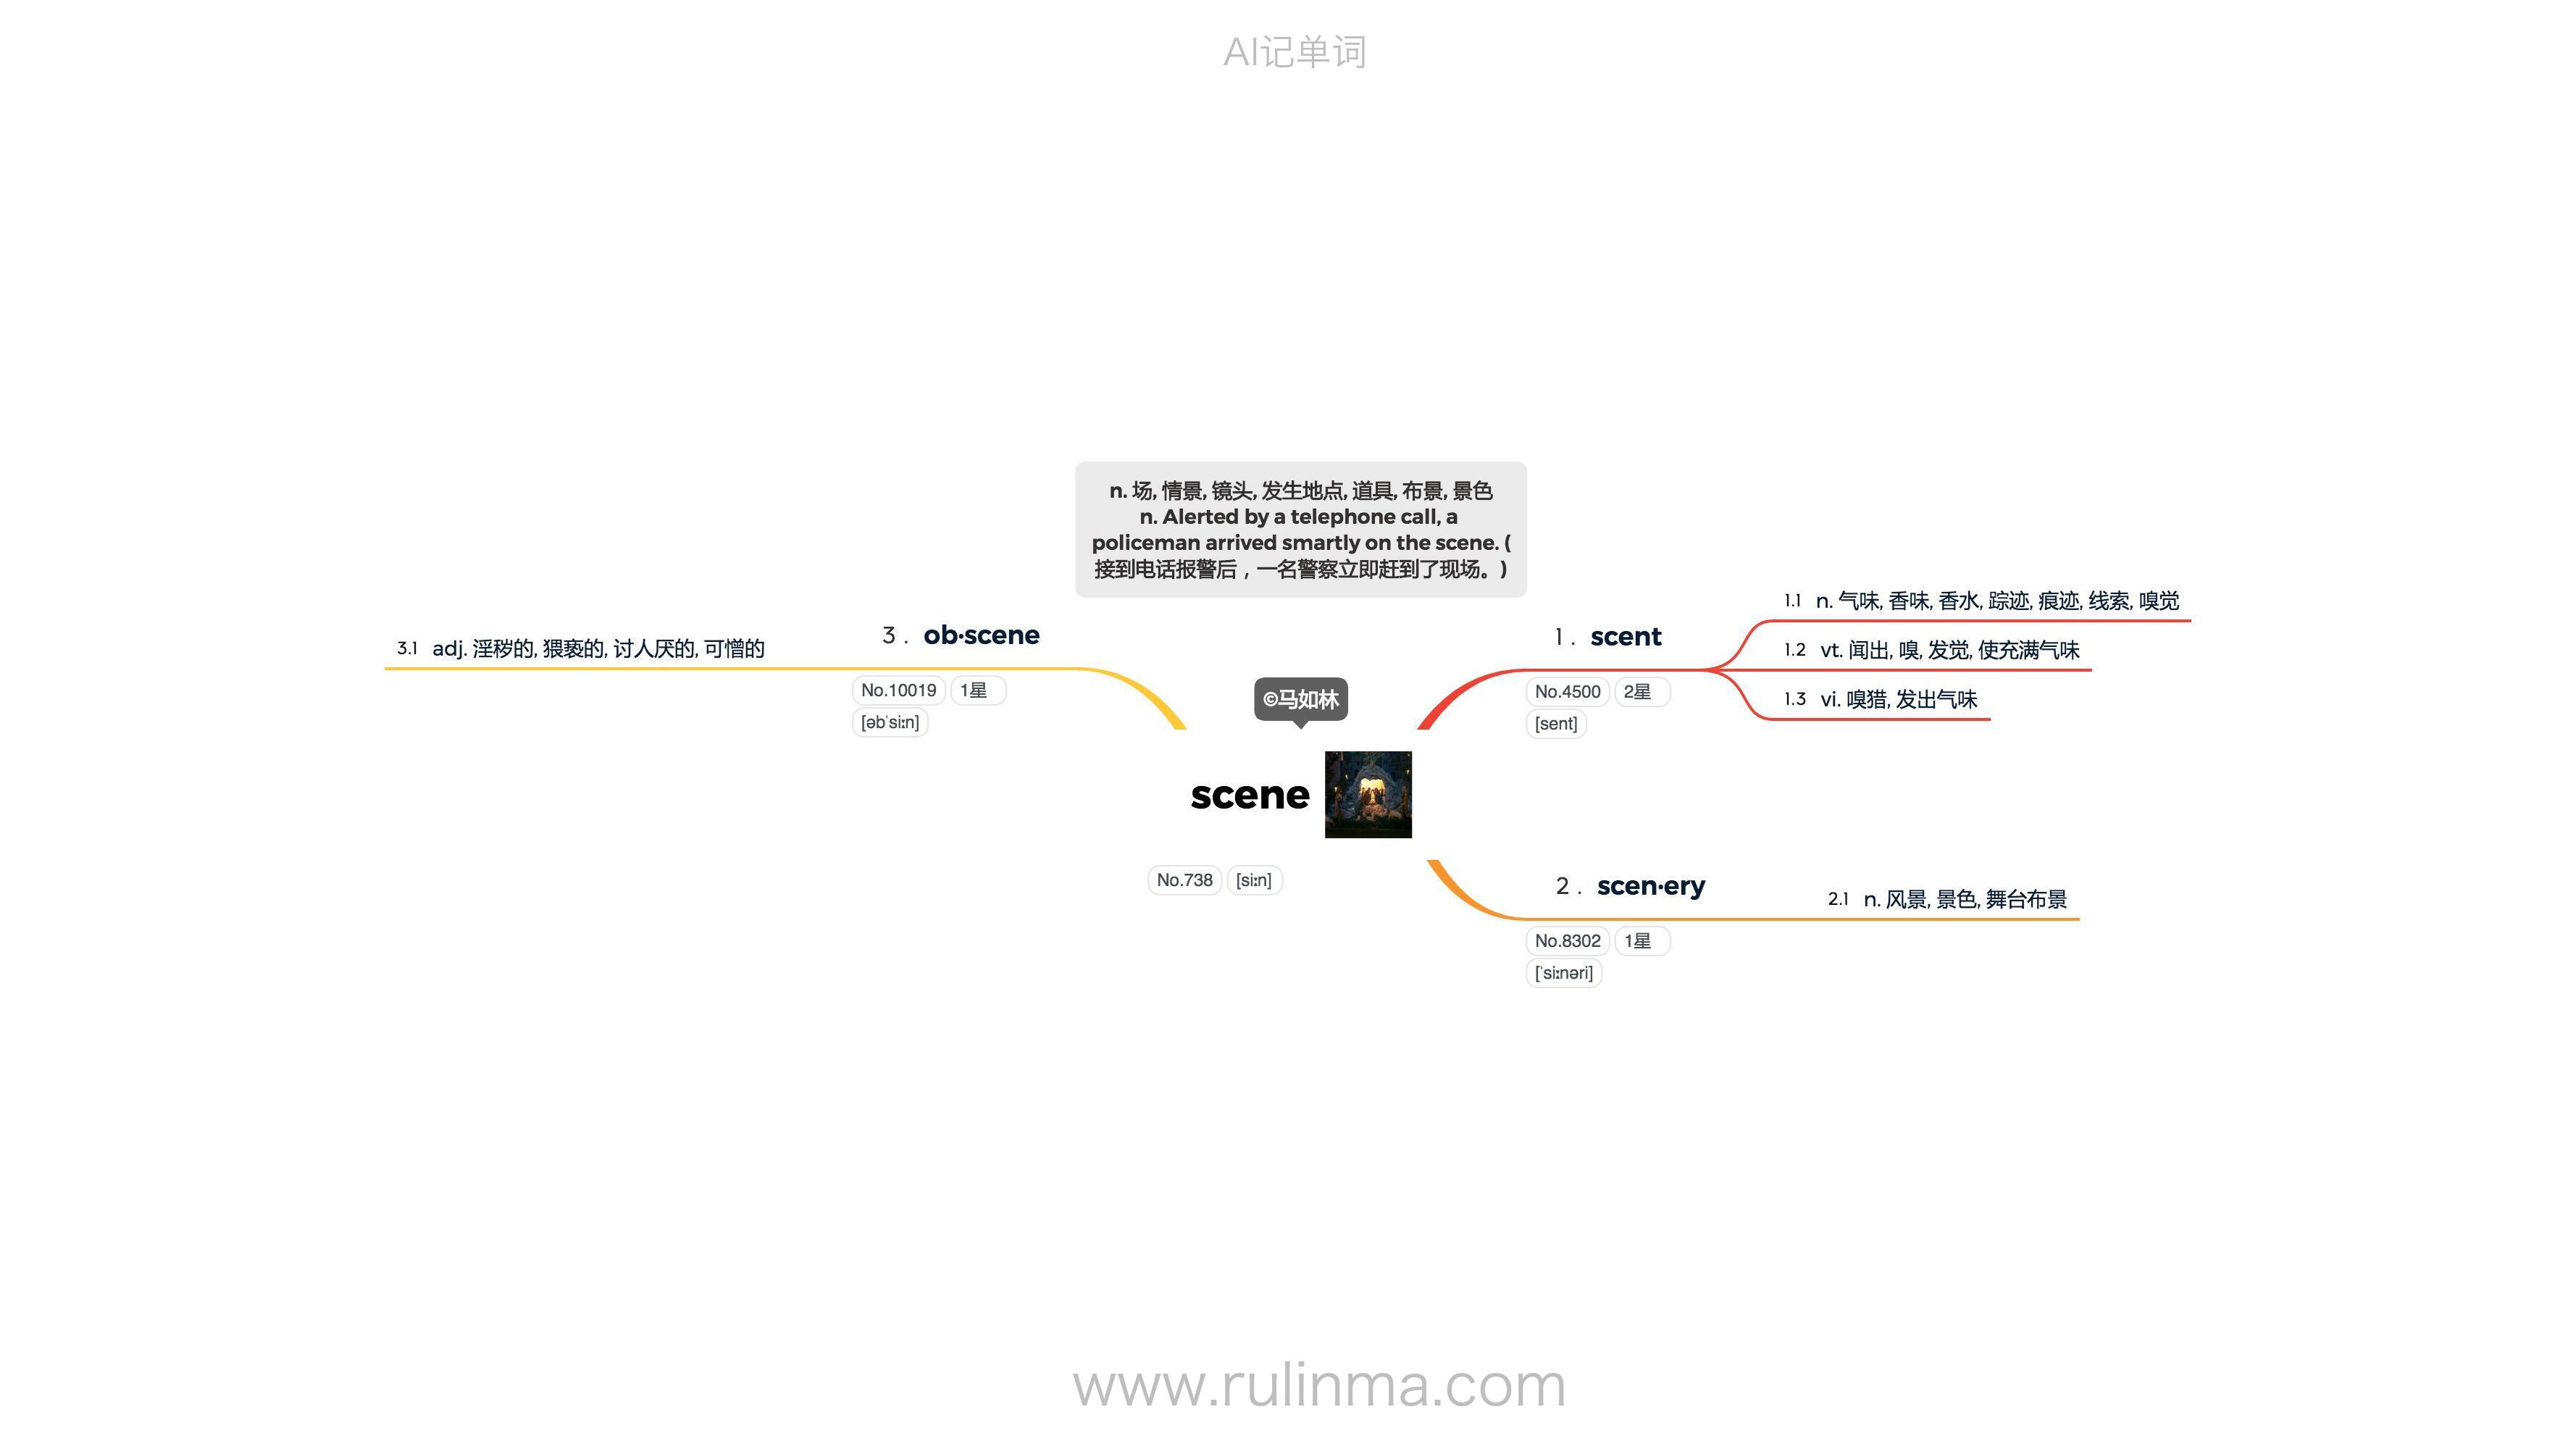 AI记单词
n. 场, 情景, 镜头, 发生地点, 道具, 布景, 景色
n. Alerted by a telephone call, a
policeman arrived smartly on the scene. (
接到电话报警后，一名警察立即赶到了现场。)
©马如林
scene
No.738 [siːn]
1 . scent
No.4500 2星
[sent]
1.1 n. 气味, 香味, 香水, 踪迹, 痕迹, 线索, 嗅觉
1.2 vt. 闻出, 嗅, 发觉, 使充满气味
1.3 vi. 嗅猎, 发出气味
2 . scen·ery
No.8302 1星
[ˈsiːnəri]
2.1 n. 风景, 景色, 舞台布景
3 . ob·scene
No.10019 1星
[əbˈsiːn]
3.1 adj. 淫秽的, 猥亵的, 讨人厌的, 可憎的
www.rulinma.com